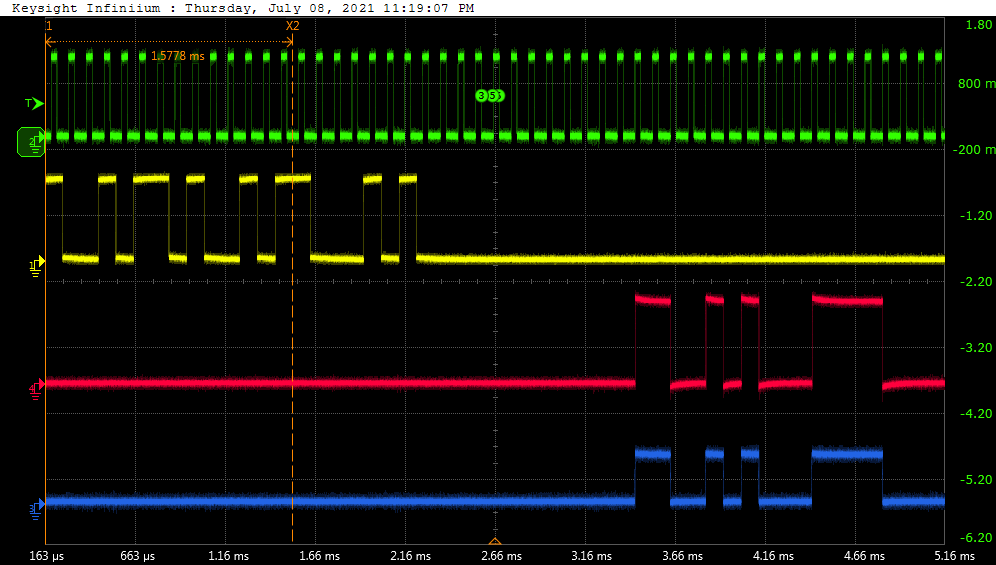 Keysight Infiniium : Thursday, July 08, 2021 11:19:07 PM
1 X2
1.80
1.5778 ms
800 m
T
2
-200 m
-1.20
1
-2.20
-3.20
4
-4.20
-5.20
3
-6.20
163 µs 663 µs 1.16 ms 1.66 ms 2.16 ms 2.66 ms 3.16 ms 3.66 ms 4.16 ms 4.66 ms 5.16 ms